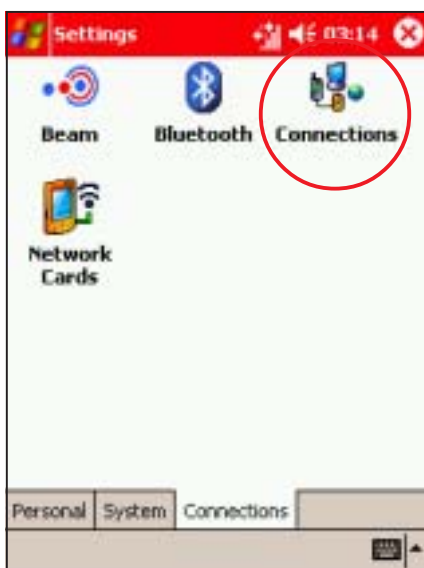 Settings 03:14
Beam Bluetooth Connections
Network
Cards
Personal System Connections